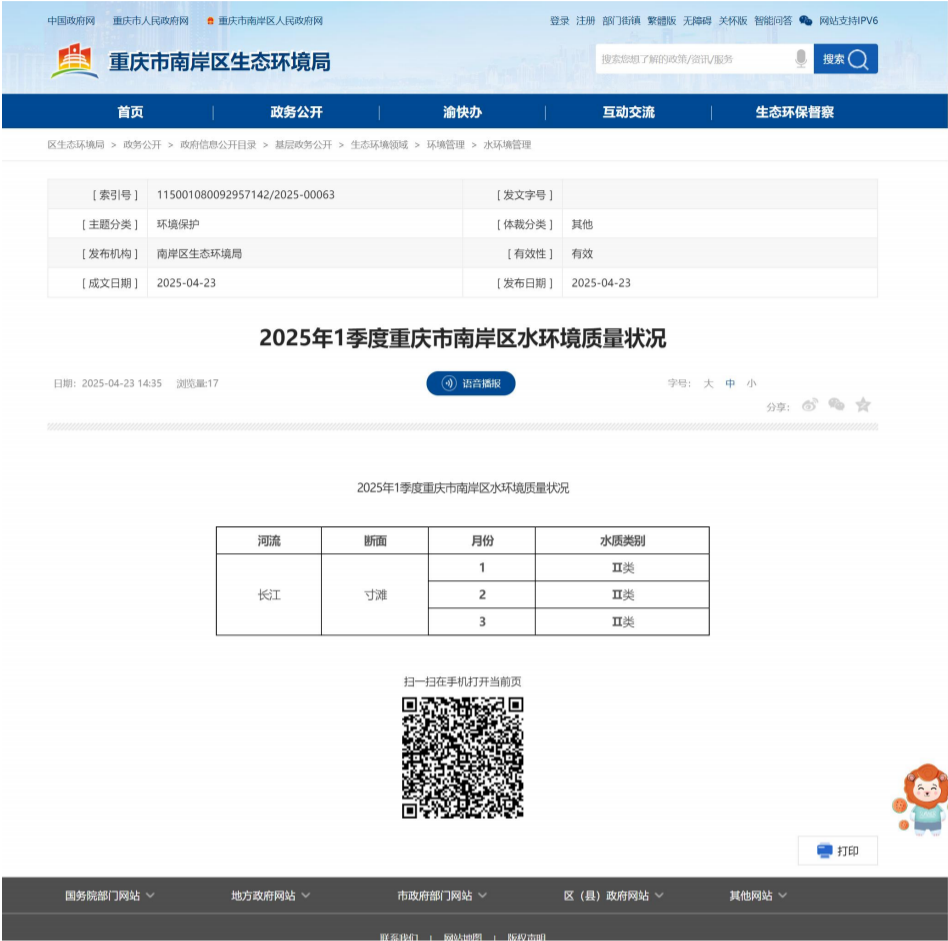 中国政府网 重庆市人民政府网 重庆市南岸区人民政府网 登录 注册 部门街镇 繁體版 无障碍 关怀版 智能问答 网站支持IPV6
重庆市南岸区生态环境局 搜索您想了解的政策/资讯/服务 搜索
首页 政务公开 渝快办 互动交流 生态环保督察
区生态环境局 > 政务公开 > 政府信息公开目录 > 基层政务公开 > 生态环境领域 > 环境管理 > 水环境管理
[ 索引号 ] 115001080092957142/2025-00063 [ 发文字号 ]
[ 主题分类 ] 环境保护 [ 体裁分类 ] 其他
[ 发布机构 ] 南岸区生态环境局 [ 有效性 ] 有效
[ 成文日期 ] 2025-04-23 [ 发布日期 ] 2025-04-23
2025年1季度重庆市南岸区水环境质量状况
日期: 2025-04-23 14:35 浏览量:17 语音播报 字号: 大 中 小
分享:
2025年1季度重庆市南岸区水环境质量状况
河流 断面 月份 水质类别
1 Ⅱ类
长江 寸滩 2 Ⅱ类
3 Ⅱ类
扫一扫在手机打开当前页
打印
国务院部门网站 地方政府网站 市政府部门网站 区（县）政府网站 其他网站
联系我们 | 网站地图 | 版权声明